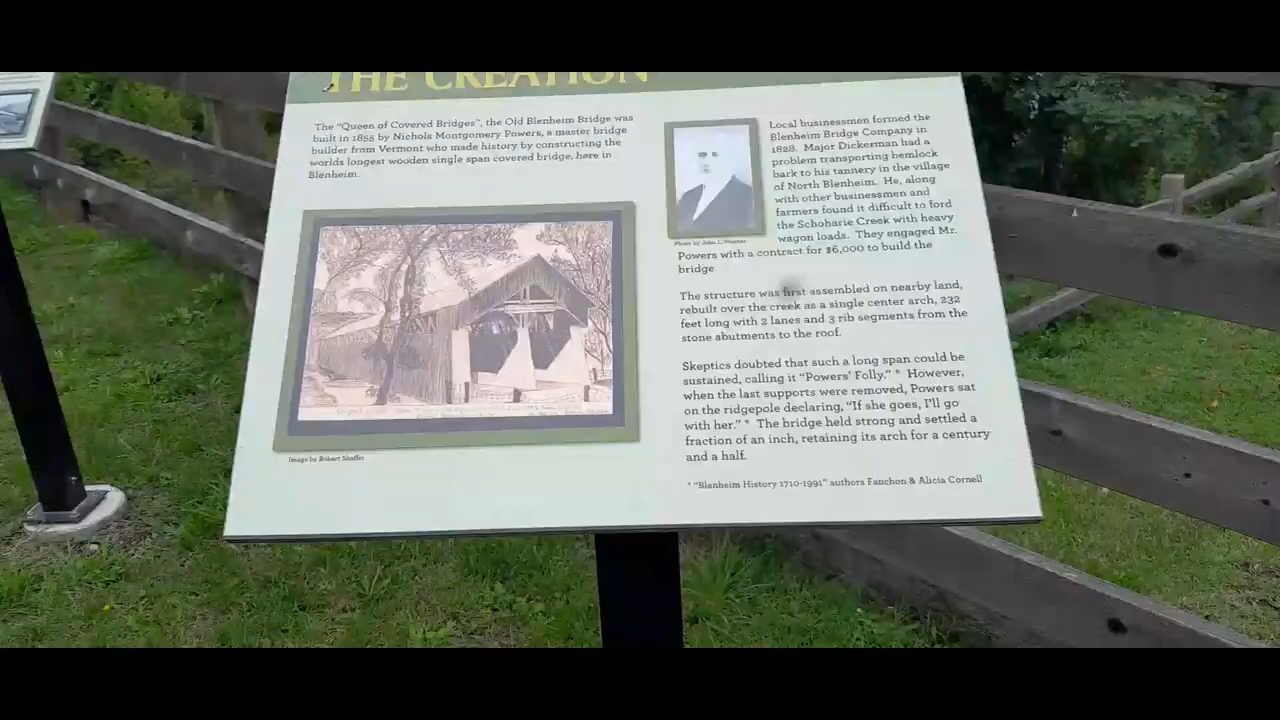 THE CREATION
The "Queen of Covered Bridges", the Old Blenheim Bridge was
built in 1855 by Nichols Montgomery Powers, a master bridge
builder from Vermont who made history by constructing the
worlds longest wooden single span covered bridge, here in
Blenheim.
Image by Robert Shaffer
Photo by John L. Warner
Local businessmen formed the
Blenheim Bridge Company in
1828. Major Dickerman had a
problem transporting hemlock
bark to his tannery in the village
of North Blenheim. He, along
with other businessmen and
farmers found it difficult to ford
the Schoharie Creek with heavy
wagon loads. They engaged Mr.
Powers with a contract for $6,000 to build the
bridge
The structure was first assembled on nearby land,
rebuilt over the creek as a single center arch, 232
feet long with 2 lanes and 3 rib segments from the
stone abutments to the roof.
Skeptics doubted that such a long span could be
sustained, calling it "Powers' Folly." * However,
when the last supports were removed, Powers sat
on the ridgepole declaring, "If she goes, I'll go
with her." * The bridge held strong and settled a
fraction of an inch, retaining its arch for a century
and a half.
* "Blenheim History 1710-1991" authors Fanchon & Alicia Cornell